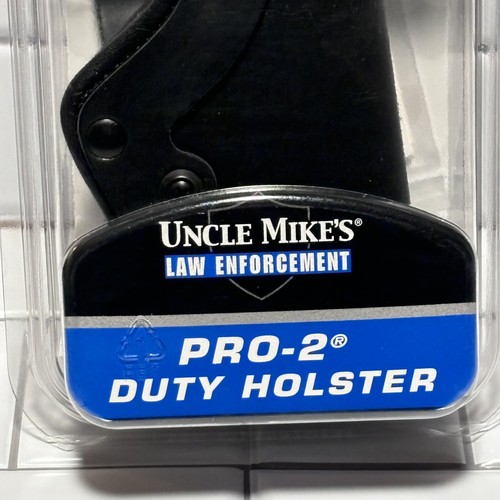 UNCLE MIKE'S®
LAW ENFORCEMENT
PRO-2®
DUTY HOLSTER